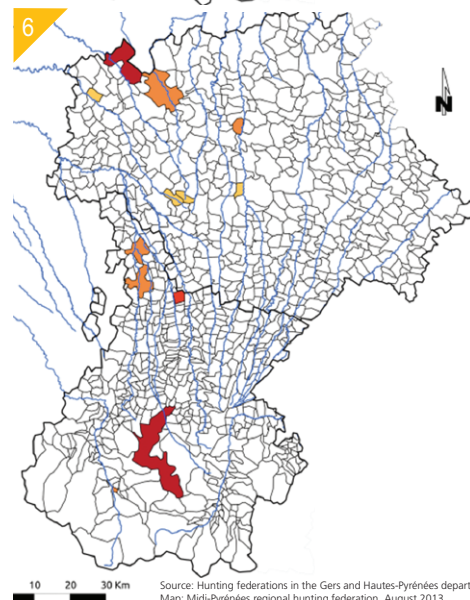 6
N
10 20 30 Km
Source: Hunting federations in the Gers and Hautes-Pyrénées depar
Map: Midi-Pyrénées regional hunting federation, August 2013